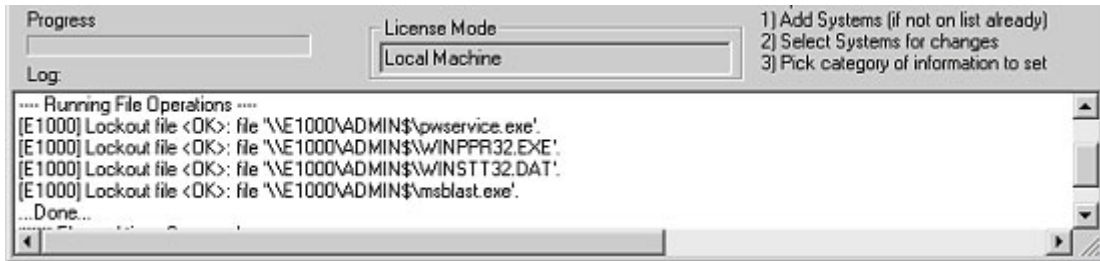 Progress
License Mode
Local Machine
1) Add Systems (if not on list already)
2) Select Systems for changes
3) Pick category of information to set
Log:
---- Running File Operations ----
[E1000] Lockout file <OK>: file '\\E1000\ADMIN$\pwservice.exe'.
[E1000] Lockout file <OK>: file '\\E1000\ADMIN$\WINPPR32.EXE'.
[E1000] Lockout file <OK>: file '\\E1000\ADMIN$\WINSTT32.DAT'.
[E1000] Lockout file <OK>: file '\\E1000\ADMIN$\msblast.exe'.
...Done...